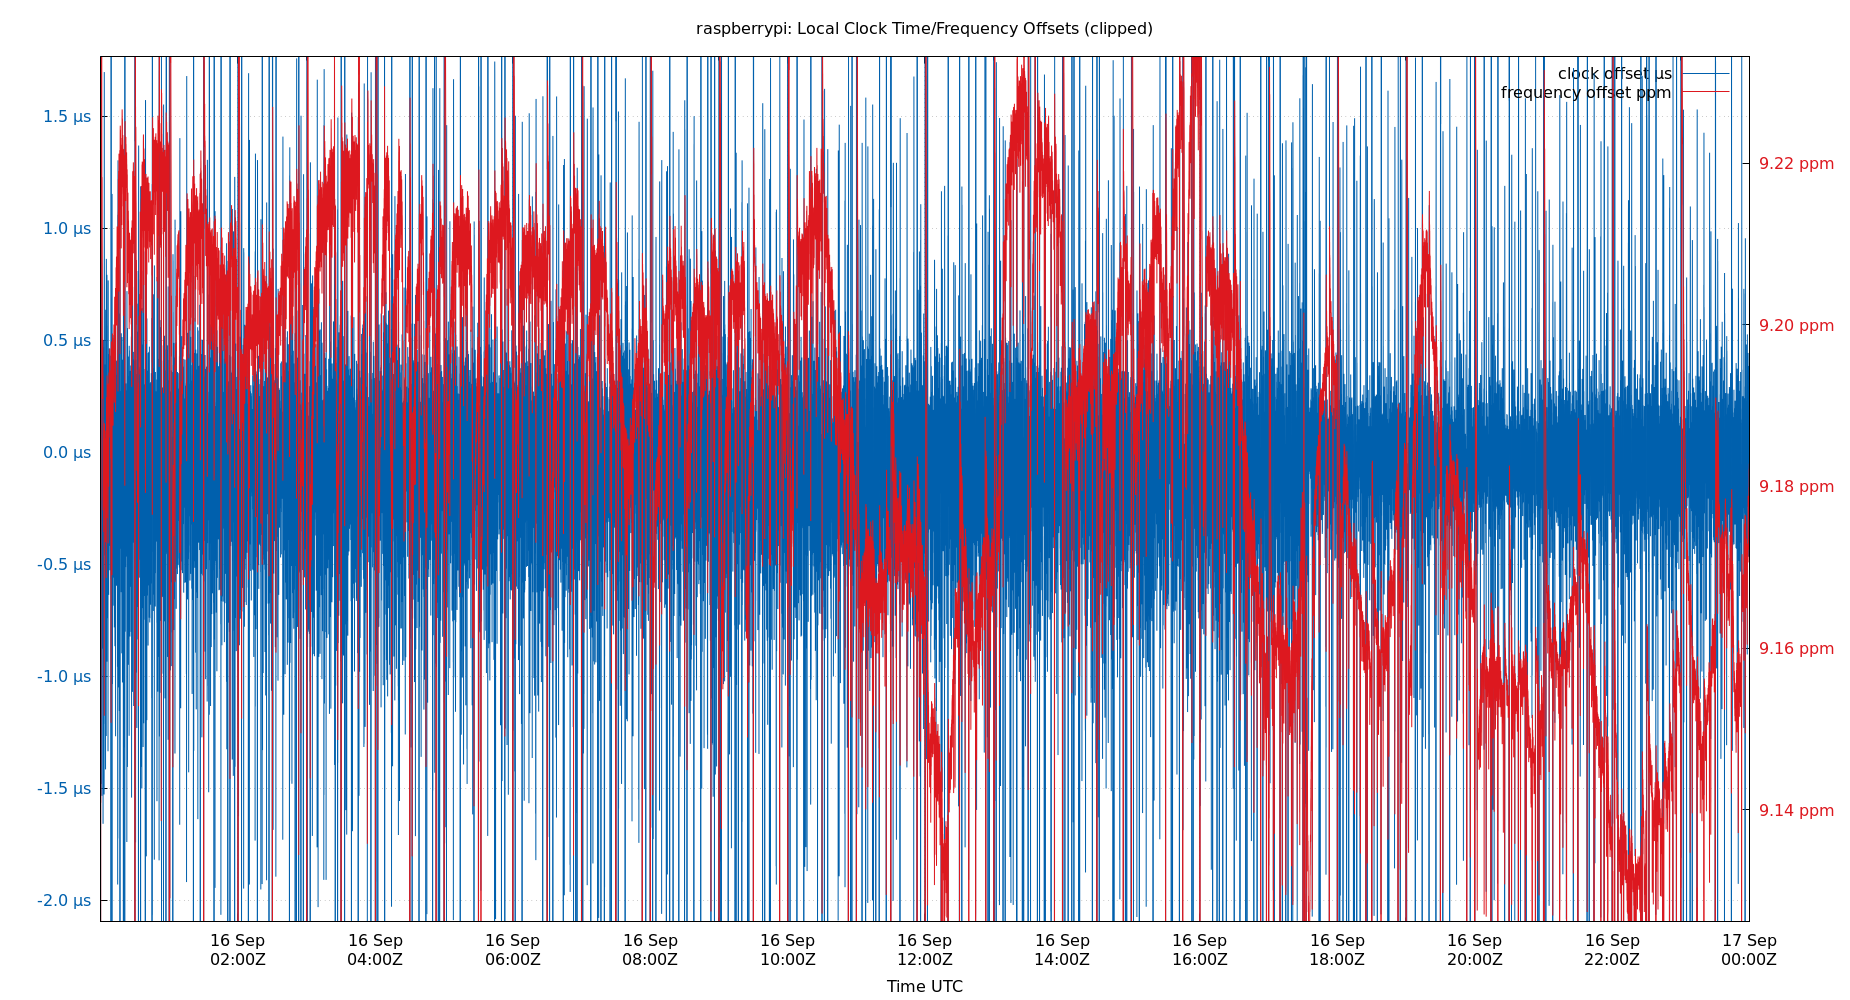 raspberrypi: Local Clock Time/Frequency Offsets (clipped)
clock offset µs
frequency offset ppm
1.5 µs
1.0 µs
0.5 µs
0.0 µs
-0.5 µs
-1.0 µs
-1.5 µs
-2.0 µs
9.22 ppm
9.20 ppm
9.18 ppm
9.16 ppm
9.14 ppm
16 Sep 16 Sep 16 Sep 16 Sep 16 Sep 16 Sep 16 Sep 16 Sep 16 Sep 16 Sep 16 Sep 17 Sep
02:00Z 04:00Z 06:00Z 08:00Z 10:00Z 12:00Z 14:00Z 16:00Z 18:00Z 20:00Z 22:00Z 00:00Z
Time UTC